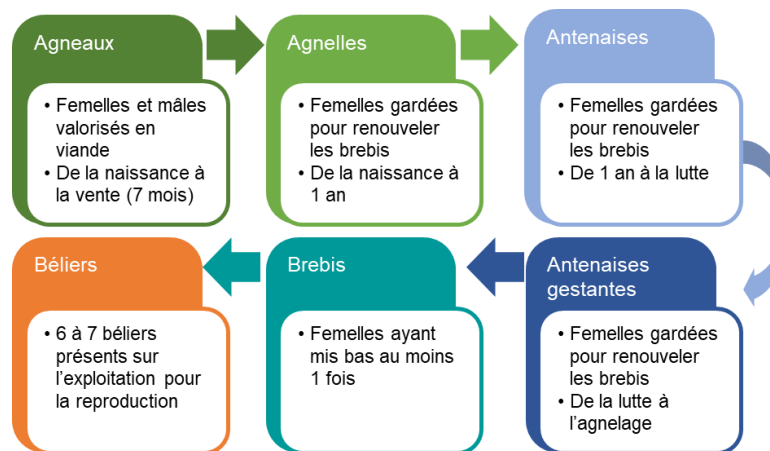 Agneaux
• Femelles et mâles
valorisés en
viande
• De la naissance à
la vente (7 mois)
Agnelles
• Femelles gardées
pour renouveler
les brebis
• De la naissance à
1 an
Antenaises
• Femelles gardées
pour renouveler
les brebis
• De 1 an à la lutte
Antenaises
gestantes
• Femelles gardées
pour renouveler
les brebis
• De la lutte à
l’agnelage
Brebis
• Femelles ayant
mis bas au moins
1 fois
Béliers
• 6 à 7 béliers
présents sur
l’exploitation pour
la reproduction